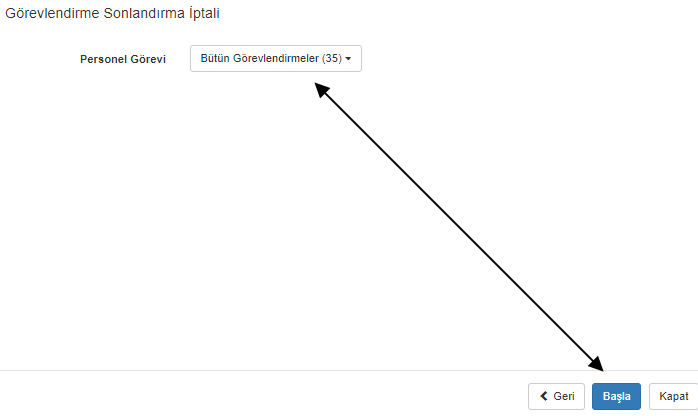 Görevlendirme Sonlandırma İptali
Personel Görevi
Bütün Görevlendirmeler (35)
Geri
Başla
Kapat